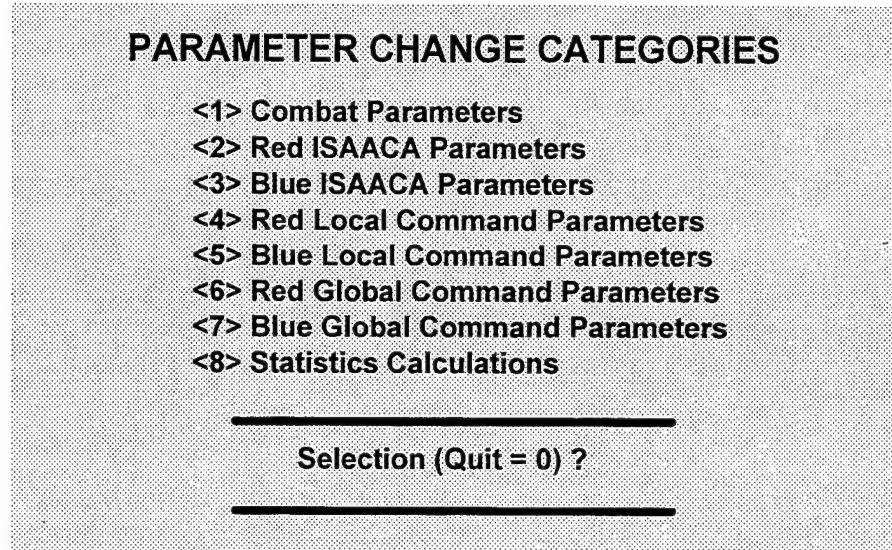 PARAMETER CHANGE CATEGORIES
<1> Combat Parameters
<2> Red ISAACA Parameters
<3> Blue ISAACA Parameters
<4> Red Local Command Parameters
<5> Blue Local Command Parameters
<6> Red Global Command Parameters
<7> Blue Global Command Parameters
<8> Statistics Calculations
Selection (Quit = 0) ?